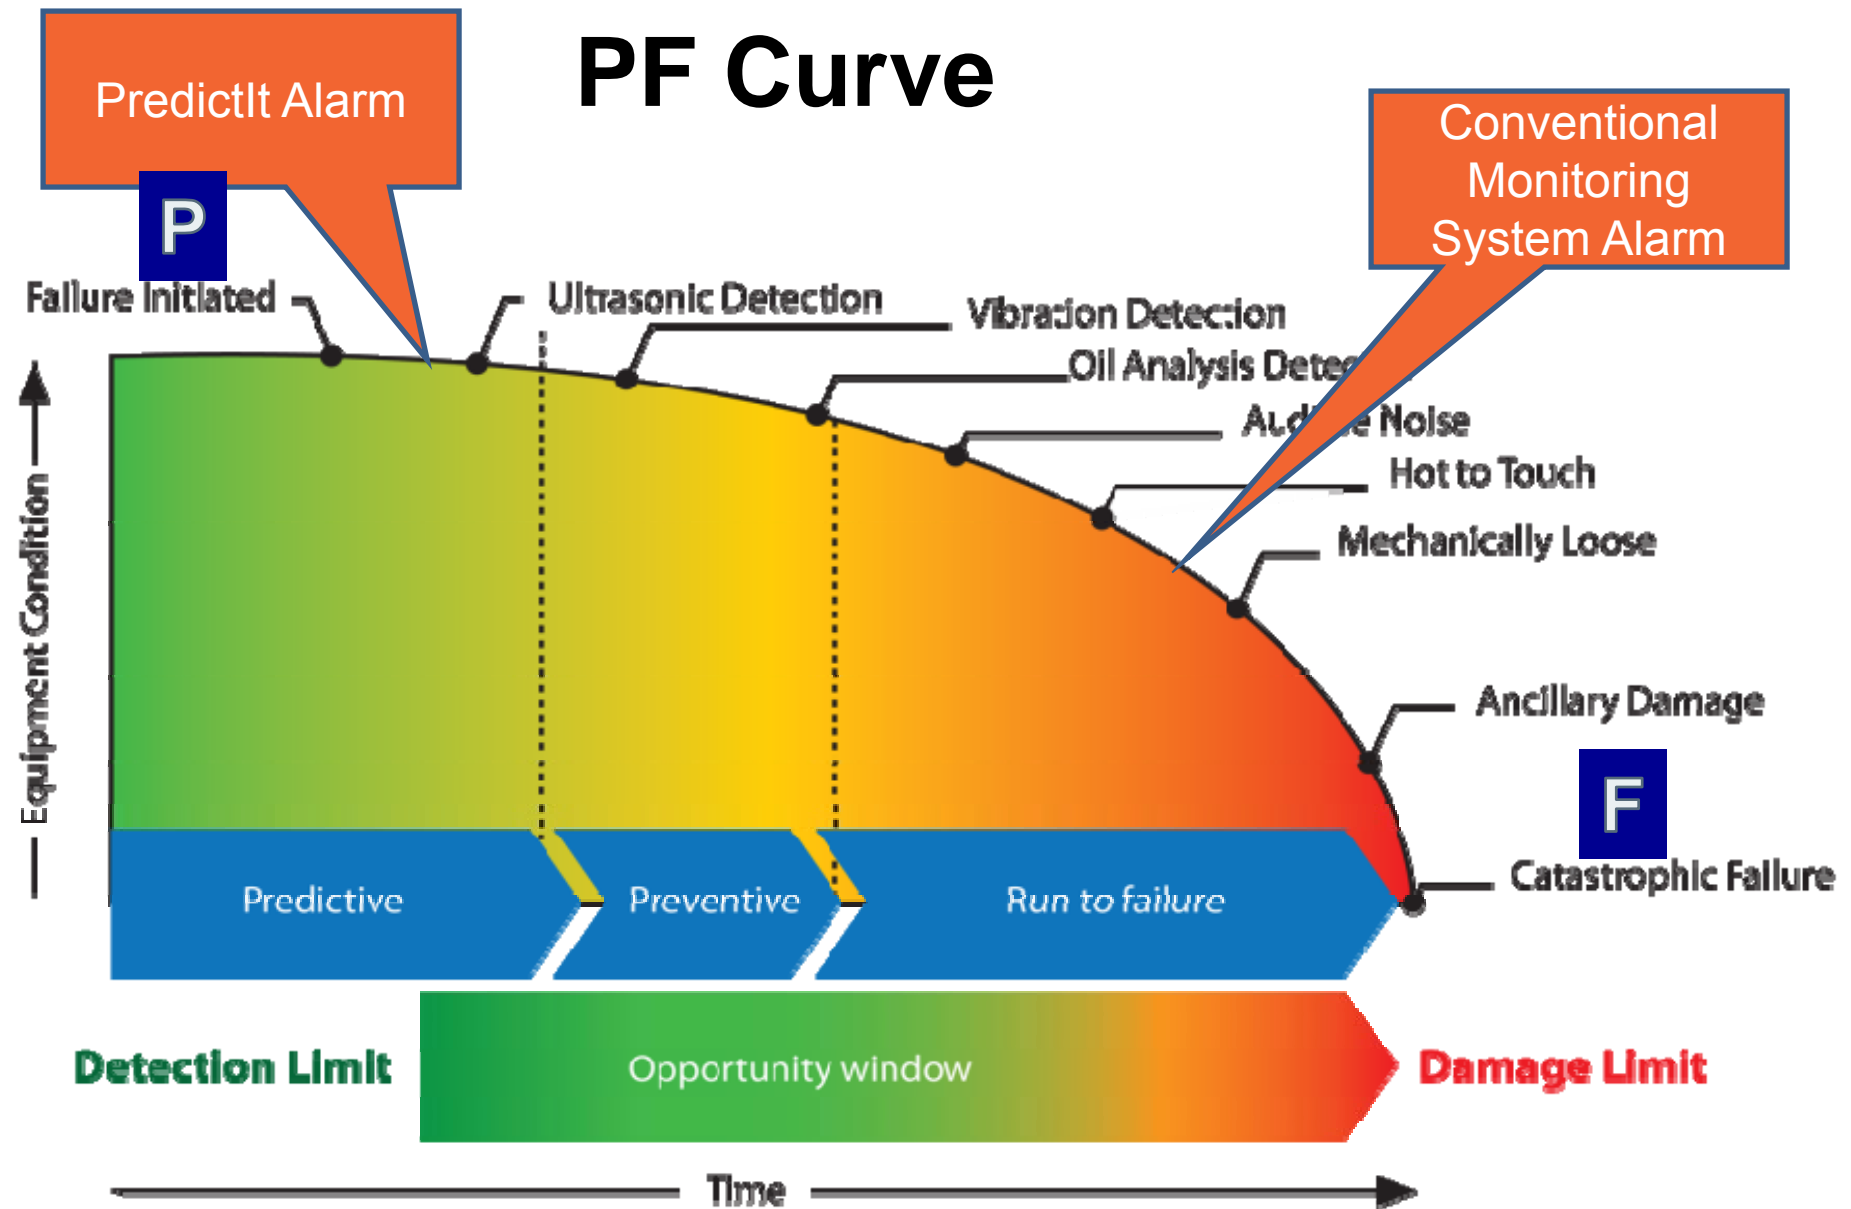 PF Curve
PredictIt Alarm
Conventional
Monitoring
System Alarm
P
Failure Initiated
Ultrasonic Detection
Vibration Detection
Oil Analysis
Noise
Hot to Touch
Mechanically Loose
Ancillary Damage
F
Catastrophic Failure
Equipment Condition
Predictive
Preventive
Run to failure
Detection Limit
Opportunity window
Damage Limit
Time